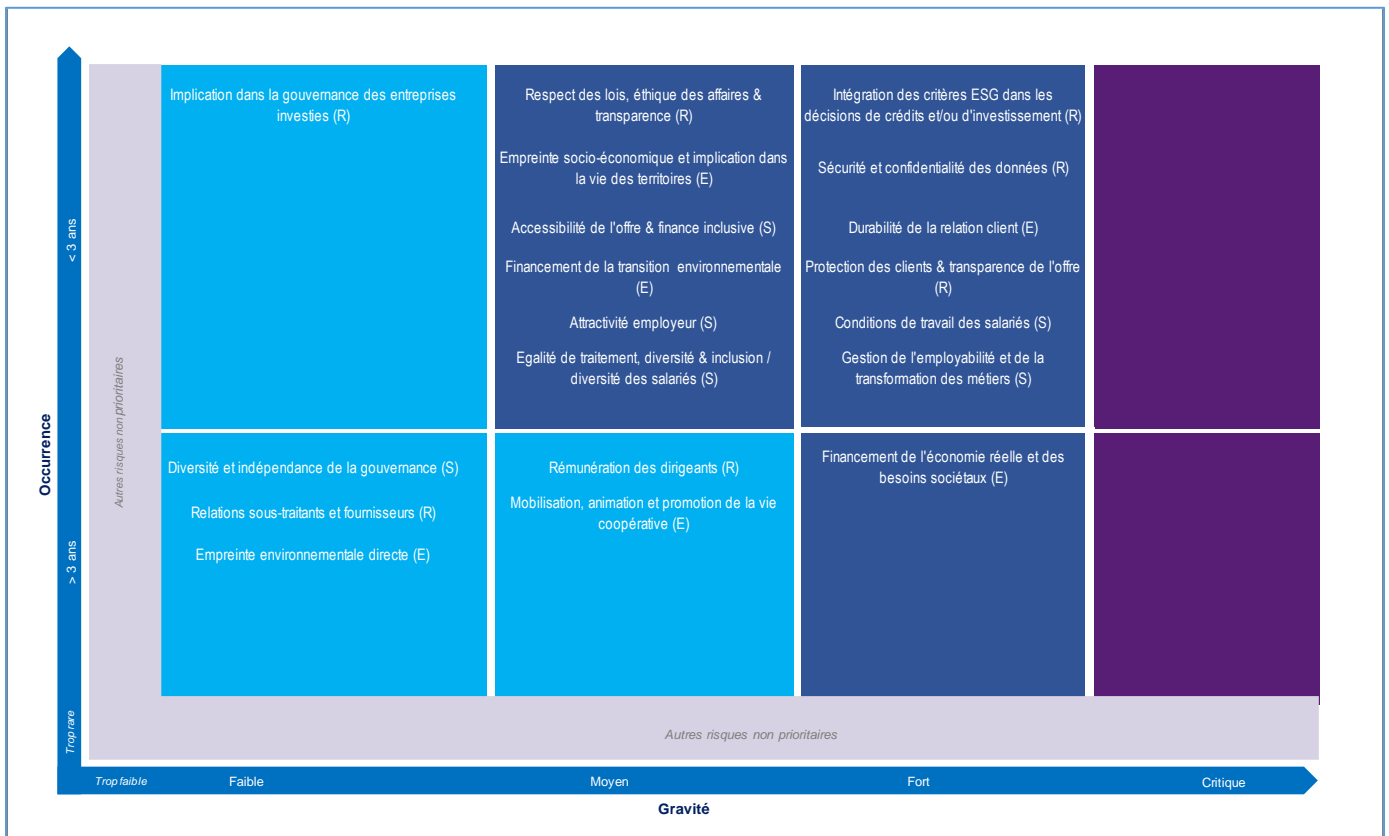 Implication dans la gouvernance des entreprises
investies (R)
Respect des lois, éthique des affaires &
transparence (R)
Empreinte socio-économique et implication dans
la vie des territoires (E)
Accessibilité de l'offre & finance inclusive (S)
Financement de la transition environnementale
(E)
Attractivité employeur (S)
Egalité de traitement, diversité & inclusion /
diversité des salariés (S)
Intégration des critères ESG dans les
décisions de crédits et/ou d'investissement (R)
Sécurité et confidentialité des données (R)
Durabilité de la relation client (E)
Protection des clients & transparence de l'offre
(R)
Conditions de travail des salariés (S)
Gestion de l'employabilité et de la
transformation des métiers (S)
< 3 ans
Autres risques non prioritaires
Occurrence
Diversité et indépendance de la gouvernance (S)
Relations sous-traitants et fournisseurs (R)
Empreinte environnementale directe (E)
Rémunération des dirigeants (R)
Mobilisation, animation et promotion de la vie
coopérative (E)
Financement de l'économie réelle et des
besoins sociétaux (E)
> 3 ans
Trop rare
Autres risques non prioritaires
Trop faible
Faible
Moyen
Fort
Critique
Gravité